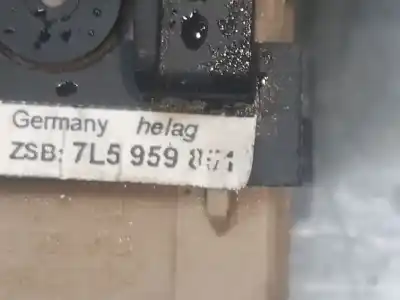 Germany helag
ZSB: 7L5 959